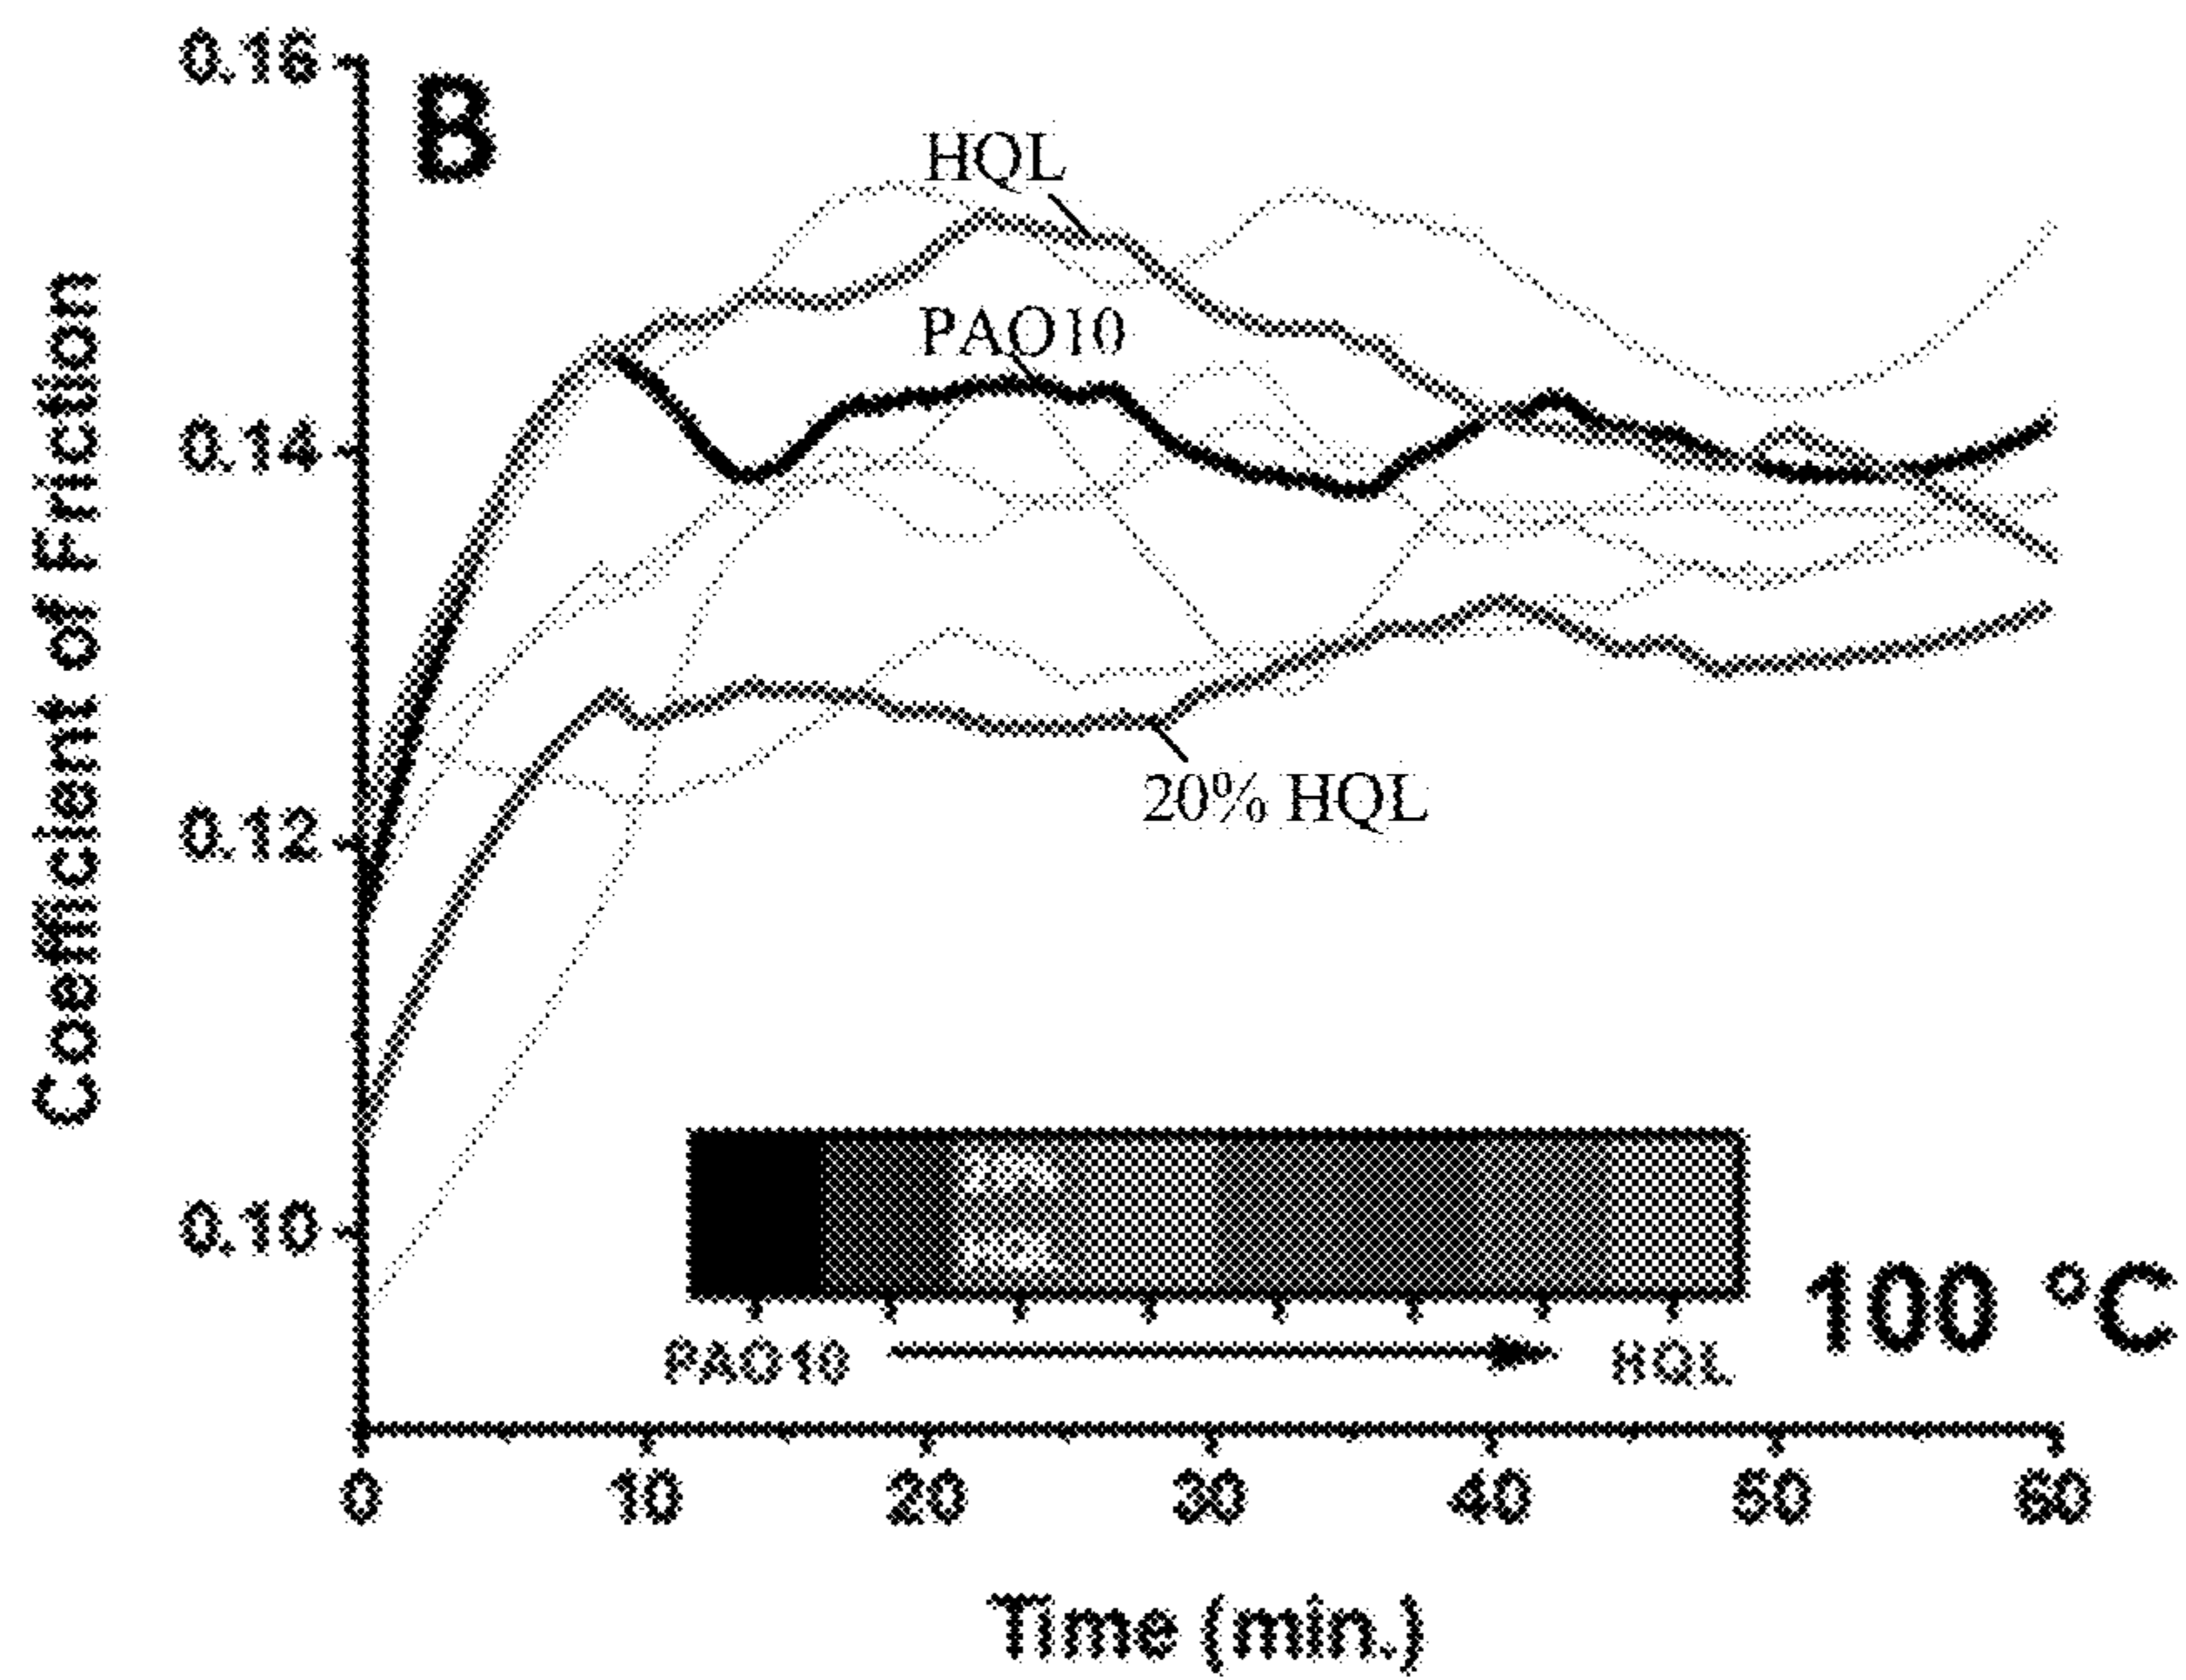 B
Coefficient of Friction
0.16
0.14
0.12
0.10
HQL
PAO10
20% HQL
PAO10
HQL
100 °C
0 10 20 30 40 50 60
Time (min.)